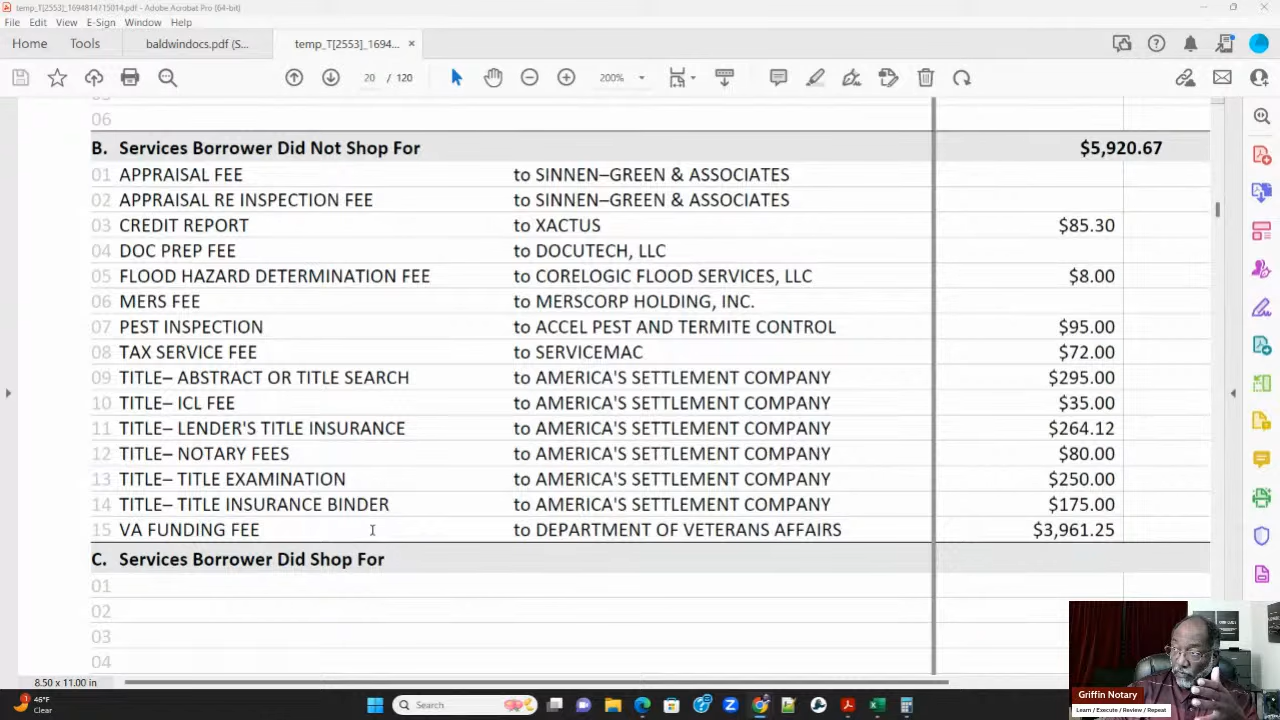 temp_T[2553]_1694814715014.pdf - Adobe Acrobat Pro (64-bit)
File Edit View E-Sign Window Help
Home Tools baldwindocs.pdf (S... temp_T[2553]_1694... ×
20 / 120 200%
06
B. Services Borrower Did Not Shop For $5,920.67
01 APPRAISAL FEE to SINNEN–GREEN & ASSOCIATES
02 APPRAISAL RE INSPECTION FEE to SINNEN–GREEN & ASSOCIATES
03 CREDIT REPORT to XACTUS $85.30
04 DOC PREP FEE to DOCUTECH, LLC
05 FLOOD HAZARD DETERMINATION FEE to CORELOGIC FLOOD SERVICES, LLC $8.00
06 MERS FEE to MERSCORP HOLDING, INC.
07 PEST INSPECTION to ACCEL PEST AND TERMITE CONTROL $95.00
08 TAX SERVICE FEE to SERVICEMAC $72.00
09 TITLE– ABSTRACT OR TITLE SEARCH to AMERICA'S SETTLEMENT COMPANY $295.00
10 TITLE– ICL FEE to AMERICA'S SETTLEMENT COMPANY $35.00
11 TITLE– LENDER'S TITLE INSURANCE to AMERICA'S SETTLEMENT COMPANY $264.12
12 TITLE– NOTARY FEES to AMERICA'S SETTLEMENT COMPANY $80.00
13 TITLE– TITLE EXAMINATION to AMERICA'S SETTLEMENT COMPANY $250.00
14 TITLE– TITLE INSURANCE BINDER to AMERICA'S SETTLEMENT COMPANY $175.00
15 VA FUNDING FEE to DEPARTMENT OF VETERANS AFFAIRS $3,961.25
C. Services Borrower Did Shop For
01
02
03
04
8.50 x 11.00 in
Griffin Notary
Learn / Execute / Review / Repeat
46°F
Clear
Search